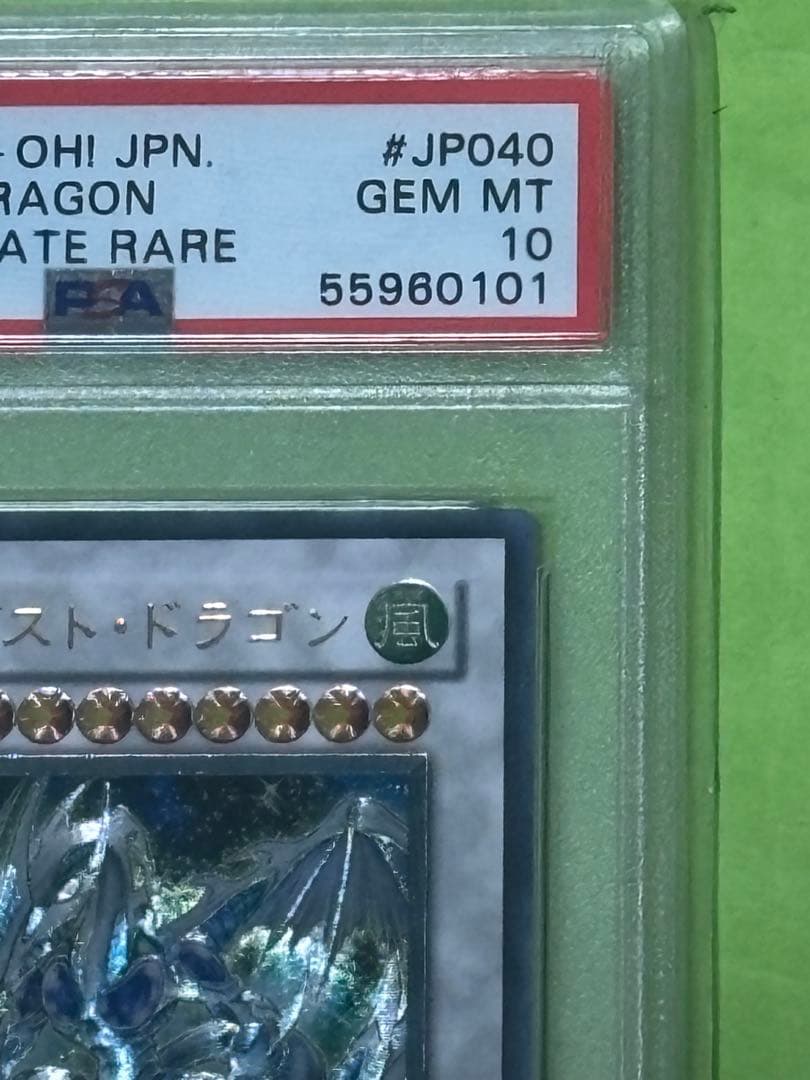 -OH! JPN. #JP040
RAGON GEM MT
ATE RARE 10
PSA 55960101
スト・ドラゴン 風